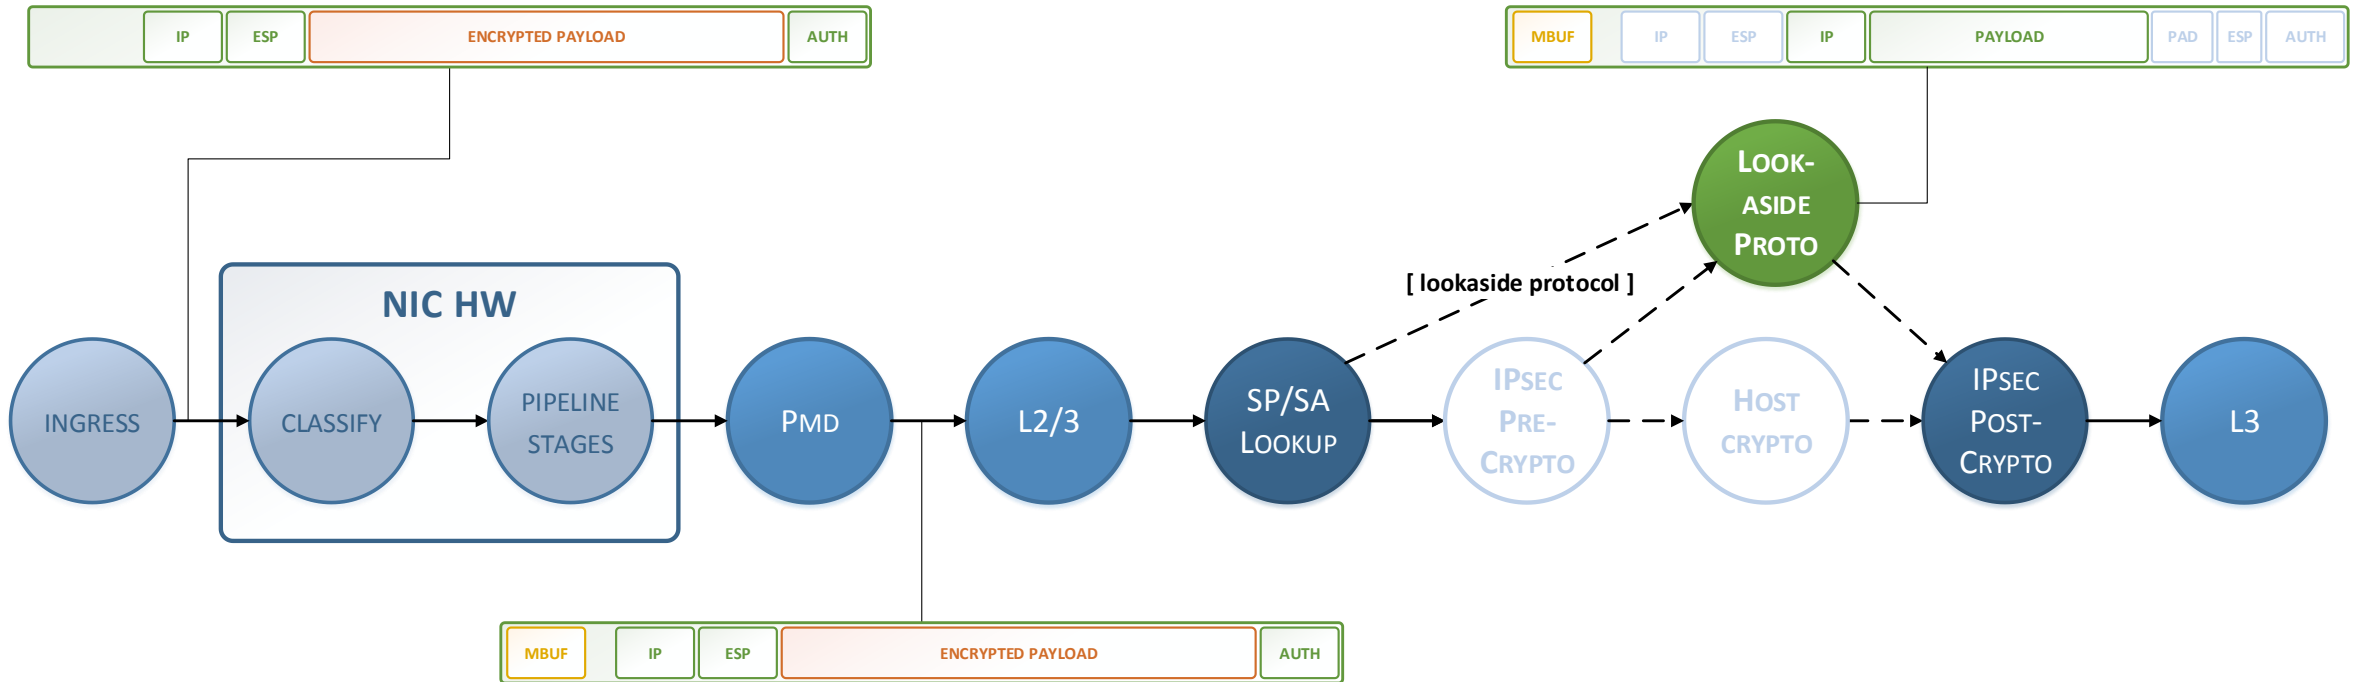 IP ESP ENCRYPTED PAYLOAD AUTH
MBUF IP ESP IP PAYLOAD PAD ESP AUTH
LOOK-
ASIDE
PROTO
[ lookaside protocol ]
NIC HW
INGRESS
CLASSIFY
PIPELINE
STAGES
PMD
L2/3
SP/SA
LOOKUP
IPSEC
PRE-
CRYPTO
HOST
CRYPTO
IPSEC
POST-
CRYPTO
L3
MBUF IP ESP ENCRYPTED PAYLOAD AUTH